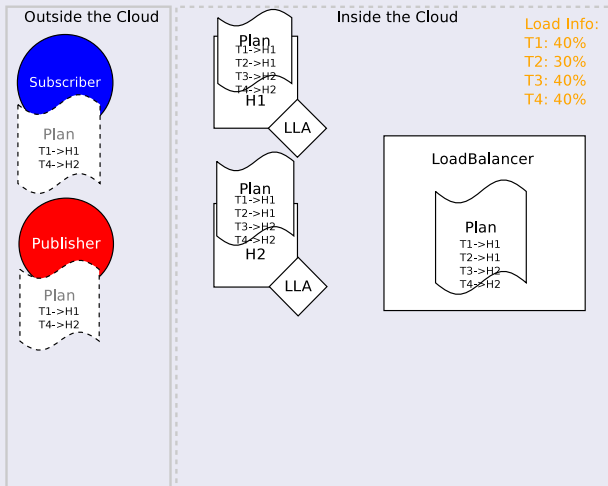 Outside the Cloud
Subscriber
Plan
T1->H1
T4->H2
Publisher
Plan
T1->H1
T4->H2
Inside the Cloud
Plan
T1->H1
T2->H1
T3->H2
T4->H2
H1
LLA
Plan
T1->H1
T2->H1
T3->H2
T4->H2
H2
LLA
Load Info:
T1: 40%
T2: 30%
T3: 40%
T4: 40%
LoadBalancer
Plan
T1->H1
T2->H1
T3->H2
T4->H2